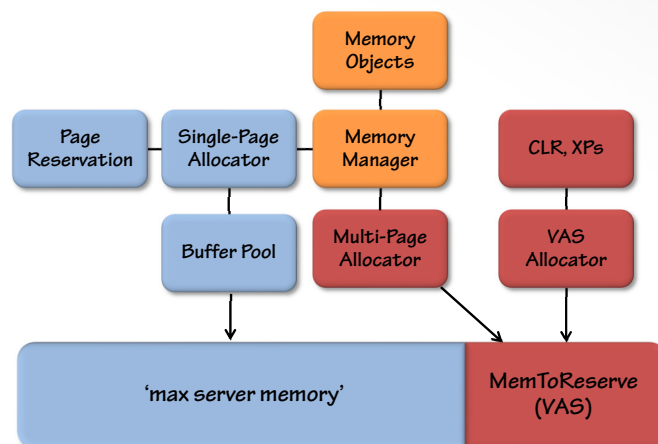 Memory
Objects
Page
Reservation
Single-Page
Allocator
Memory
Manager
CLR, XPs
Buffer Pool
Multi-Page
Allocator
VAS
Allocator
‘max server memory’
MemToReserve
(VAS)